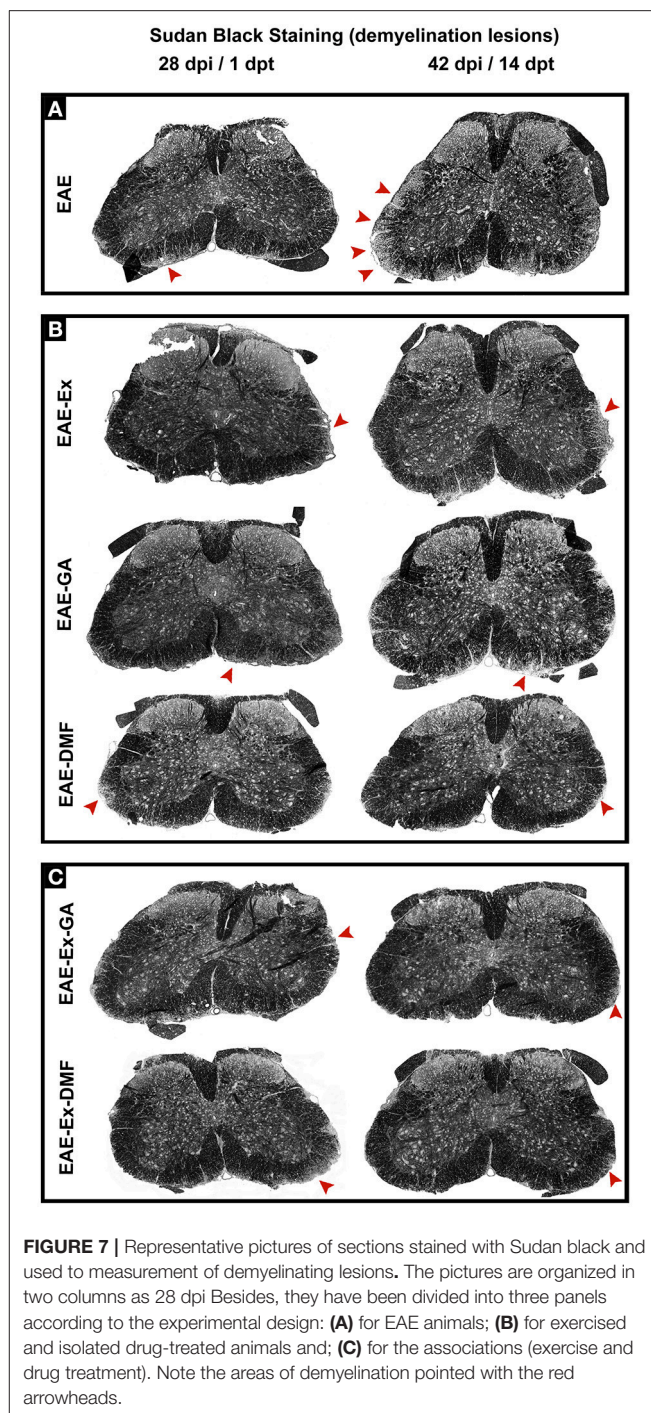 Sudan Black Staining (demyelination lesions)
28 dpi / 1 dpt 42 dpi / 14 dpt
A
EAE
B
EAE-Ex
EAE-GA
EAE-DMF
C
EAE-Ex-GA
EAE-Ex-DMF
FIGURE 7 | Representative pictures of sections stained with Sudan black and
used to measurement of demyelinating lesions. The pictures are organized in
two columns as 28 dpi Besides, they have been divided into three panels
according to the experimental design: (A) for EAE animals; (B) for exercised
and isolated drug-treated animals and; (C) for the associations (exercise and
drug treatment). Note the areas of demyelination pointed with the red
arrowheads.